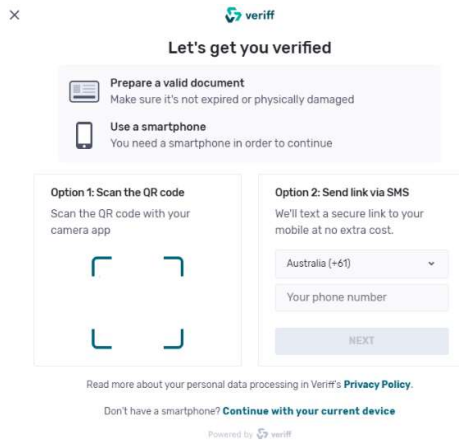 veriff
Let's get you verified
Prepare a valid document
Make sure it's not expired or physically damaged
Use a smartphone
You need a smartphone in order to continue
Option 1: Scan the QR code
Scan the QR code with your
camera app
Option 2: Send link via SMS
We'll text a secure link to your
mobile at no extra cost.
Australia (+61)
Your phone number
NEXT
Read more about your personal data processing in Veriff's Privacy Policy.
Don't have a smartphone? Continue with your current device
Powered by veriff